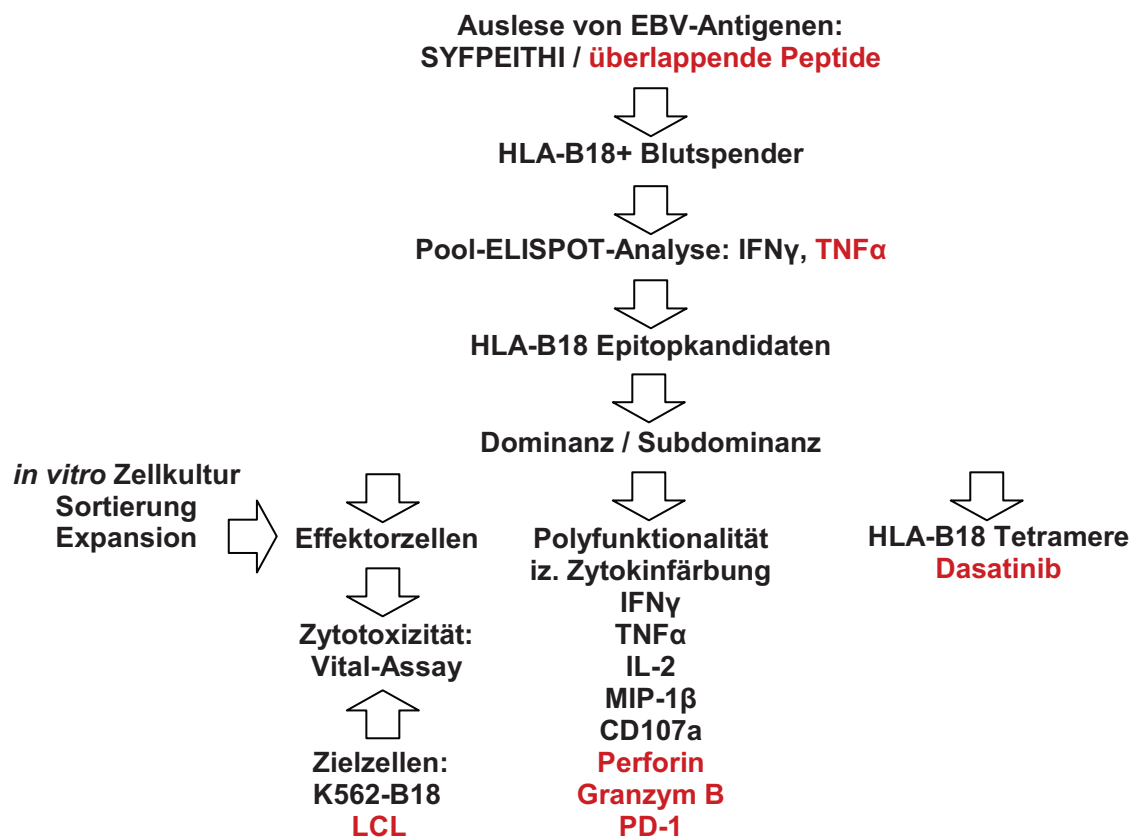 Auslese von EBV-Antigenen:
SYFPEITHI / überlappende Peptide
HLA-B18+ Blutspender
Pool-ELISPOT-Analyse: IFNγ, TNFα
HLA-B18 Epitopkandidaten
Dominanz / Subdominanz
in vitro Zellkultur
Sortierung
Expansion
Effektorzellen
Zytotoxizität:
Vital-Assay
Zielzellen:
K562-B18
LCL
Polyfunktionalität
iz. Zytokinfärbung
IFNγ
TNFα
IL-2
MIP-1β
CD107a
Perforin
Granzym B
PD-1
HLA-B18 Tetramere
Dasatinib